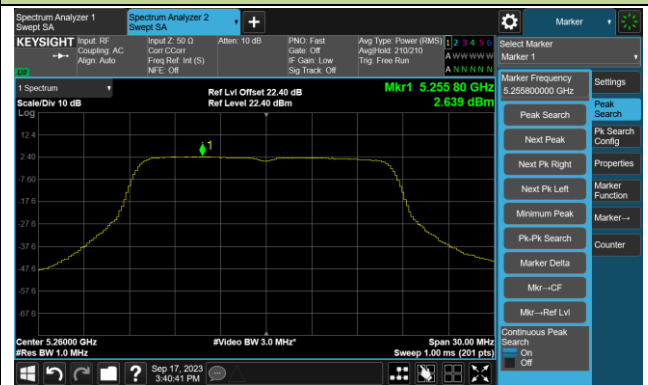 Spectrum Analyzer 1
Swept SA
Spectrum Analyzer 2
Swept SA
+
Marker
KEYSIGHT
Input: RF
Coupling: AC
Align: Auto
Input Z: 50 Ω
Corr CCorr
Freq Ref: Int (S)
NFE: Off
Atten: 10 dB
PNO: Fast
Gate: Off
IF Gain: Low
Sig Track: Off
Avg Type: Power (RMS)
Avg|Hold: 210/210
Trig: Free Run
1 2 3 4 5 6
A W W W W W
A N N N N N
Select Marker
Marker 1
LXI
1 Spectrum
Scale/Div 10 dB
Log
Ref Lvl Offset 22.40 dB
Ref Level 22.40 dBm
Mkr1 5.255 80 GHz
2.639 dBm
1
12.4
2.40
-7.60
-17.6
-27.6
-37.6
-47.6
-57.6
-67.6
Center 5.26000 GHz
#Res BW 1.0 MHz
#Video BW 3.0 MHz*
Span 30.00 MHz
Sweep 1.00 ms (201 pts)
Marker Frequency
5.255800000 GHz
Peak Search
Next Peak
Next Pk Right
Next Pk Left
Minimum Peak
Pk-Pk Search
Marker Delta
Mkr→CF
Mkr→Ref Lvl
Continuous Peak
Search
On
Off
Settings
Peak
Search
Pk Search
Config
Properties
Marker
Function
Marker→
Counter
?
Sep 17, 2023
3:40:41 PM